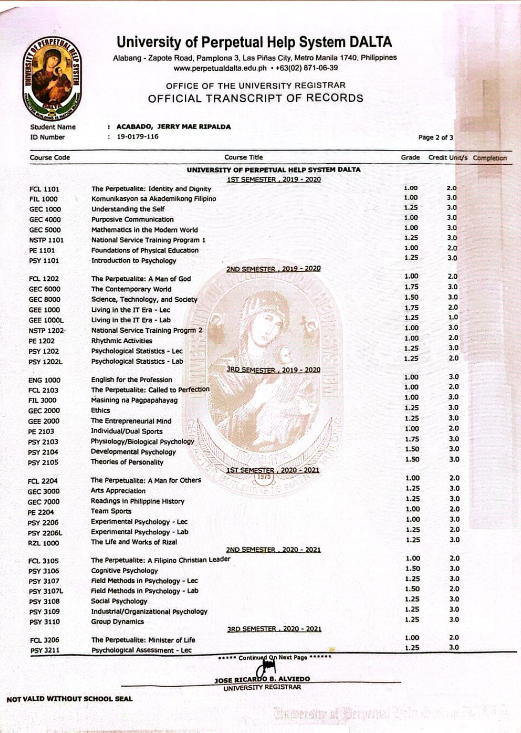 University of Perpetual Help System DALTA
Alabang - Zapote Road, Pamplona 3, Las Piñas City, Metro Manila 1740, Philippines
www.perpetualdalta.edu.ph • +63(02) 871-06-39
OFFICE OF THE UNIVERSITY REGISTRAR
OFFICIAL TRANSCRIPT OF RECORDS
Student Name : ACABADO, JERRY MAE RIPALDA
ID Number : 19-0179-116 Page 2 of 3
Course Code Course Title Grade Credit Unit/s Completion
UNIVERSITY OF PERPETUAL HELP SYSTEM DALTA
1ST SEMESTER , 2019 - 2020
FCL 1101 The Perpetualite: Identity and Dignity 1.00 2.0
FIL 1000 Komunikasyon sa Akademikong Filipino 1.00 3.0
GEC 1000 Understanding the Self 1.25 3.0
GEC 4000 Purposive Communication 1.00 3.0
GEC 5000 Mathematics in the Modern World 1.00 3.0
NSTP 1101 National Service Training Program 1 1.25 3.0
PE 1101 Foundations of Physical Education 1.00 2.0
PSY 1101 Introduction to Psychology 1.25 3.0
2ND SEMESTER , 2019 - 2020
FCL 1202 The Perpetualite: A Man of God 1.00 2.0
GEC 6000 The Contemporary World 1.75 3.0
GEC 8000 Science, Technology, and Society 1.50 3.0
GEE 1000 Living in the IT Era - Lec 1.75 2.0
GEE 1000L Living in the IT Era - Lab 1.25 1.0
NSTP 1202 National Service Training Progrm 2 1.00 3.0
PE 1202 Rhythmic Activities 1.00 2.0
PSY 1202 Psychological Statistics - Lec 1.25 3.0
PSY 1202L Psychological Statistics - Lab 1.25 2.0
3RD SEMESTER , 2019 - 2020
ENG 1000 English for the Profession 1.00 3.0
FCL 2103 The Perpetualite: Called to Perfection 1.00 2.0
FIL 3000 Masining na Pagpapahayag 1.00 3.0
GEC 2000 Ethics 1.25 3.0
GEE 2000 The Entrepreneurial Mind 1.25 3.0
PE 2103 Individual/Dual Sports 1.00 2.0
PSY 2103 Physiology/Biological Psychology 1.75 3.0
PSY 2104 Developmental Psychology 1.50 3.0
PSY 2105 Theories of Personality 1.50 3.0
1ST SEMESTER , 2020 - 2021
FCL 2204 The Perpetualite: A Man for Others 1.00 2.0
GEC 3000 Arts Appreciation 1.25 3.0
GEC 7000 Readings in Philippine History 1.25 3.0
PE 2204 Team Sports 1.00 2.0
PSY 2206 Experimental Psychology - Lec 1.00 3.0
PSY 2206L Experimental Psychology - Lab 1.25 2.0
RZL 1000 The Life and Works of Rizal 1.25 3.0
2ND SEMESTER , 2020 - 2021
FCL 3105 The Perpetualite: A Filipino Christian Leader 1.00 2.0
PSY 3106 Cognitive Psychology 1.50 3.0
PSY 3107 Field Methods in Psychology - Lec 1.25 3.0
PSY 3107L Field Methods in Psychology - Lab 1.50 2.0
PSY 3108 Social Psychology 1.25 3.0
PSY 3109 Industrial/Organizational Psychology 1.25 3.0
PSY 3110 Group Dynamics 1.25 3.0
3RD SEMESTER , 2020 - 2021
FCL 3206 The Perpetualite: Minister of Life 1.00 2.0
PSY 3211 Psychological Assessment - Lec 1.25 3.0
***** Continued On Next Page ******
JOSE RICARDO B. ALVIEDO
UNIVERSITY REGISTRAR
NOT VALID WITHOUT SCHOOL SEAL